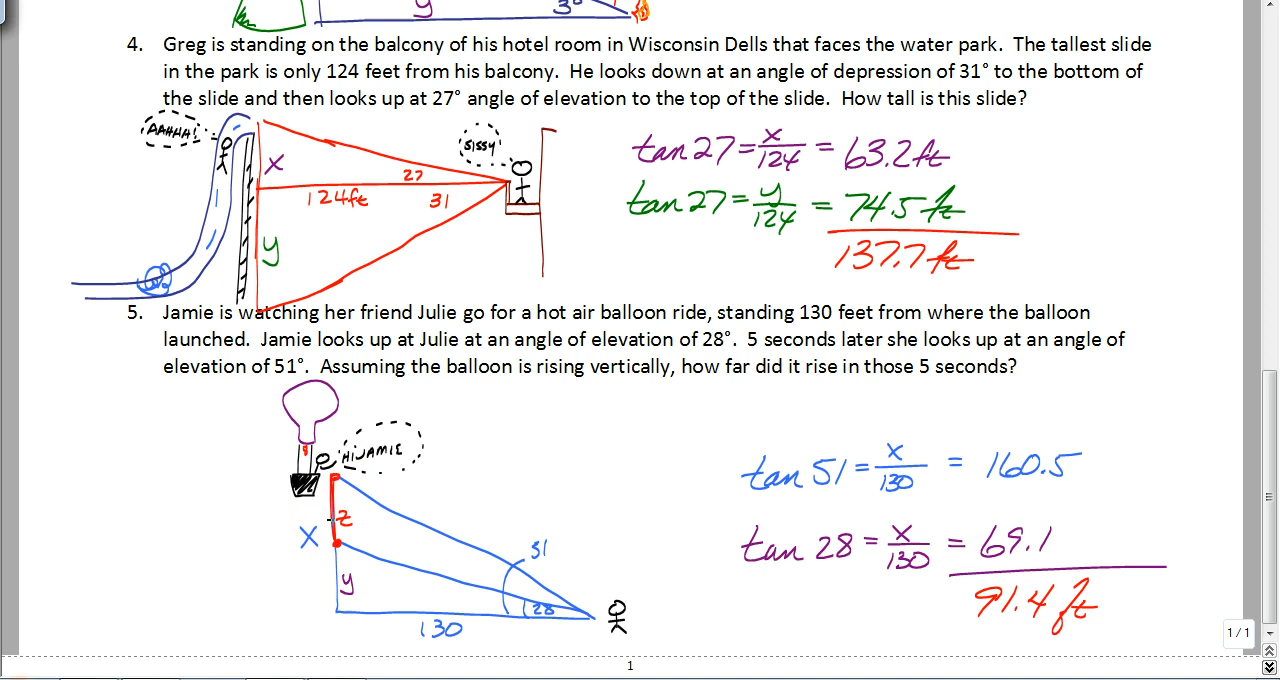 y 3
4. Greg is standing on the balcony of his hotel room in Wisconsin Dells that faces the water park. The tallest slide
in the park is only 124 feet from his balcony. He looks down at an angle of depression of 31° to the bottom of
the slide and then looks up at 27° angle of elevation to the top of the slide. How tall is this slide?
AAHHA!
SISSY
x
27
124ft 31
y
tan 27 = x/124 = 63.2 ft
tan 27 = y/124 = 74.5 ft
137.7 ft
5. Jamie is watching her friend Julie go for a hot air balloon ride, standing 130 feet from where the balloon
launched. Jamie looks up at Julie at an angle of elevation of 28°. 5 seconds later she looks up at an angle of
elevation of 51°. Assuming the balloon is rising vertically, how far did it rise in those 5 seconds?
HI JAMIE
z
x
51
y
28
130
tan 51 = x/130 = 160.5
tan 28 = x/130 = 69.1
91.4 ft
1 / 1
1